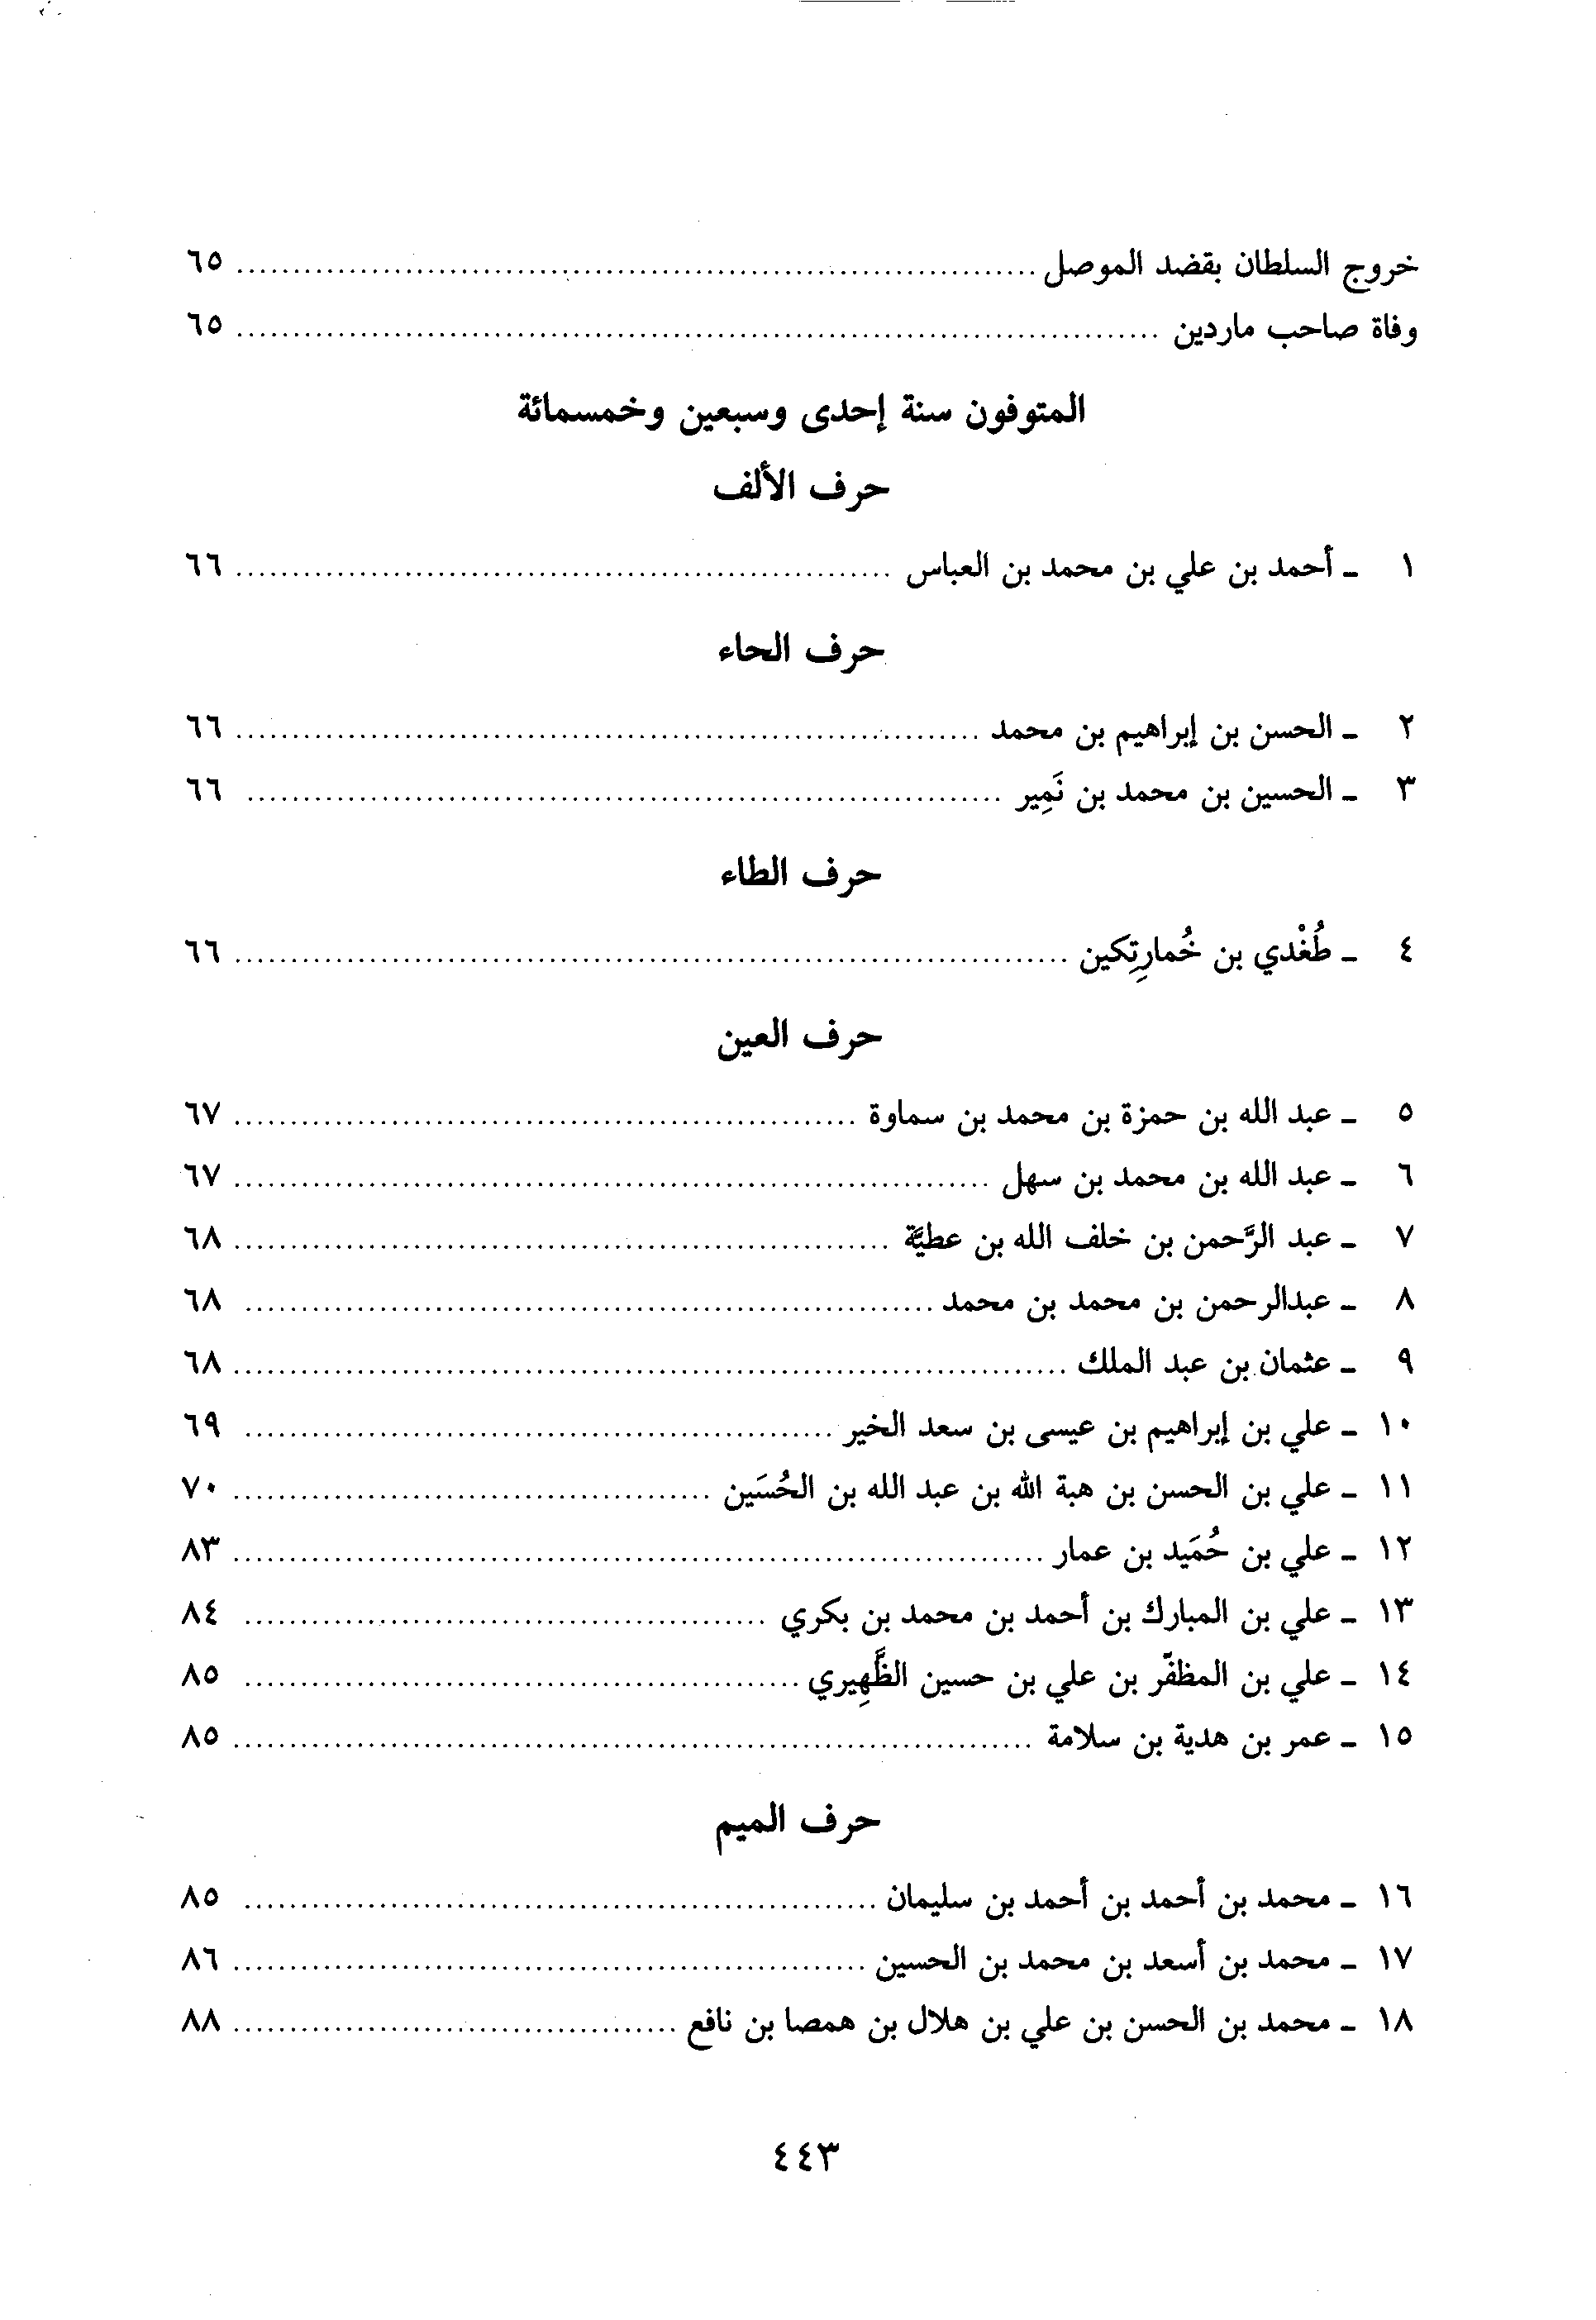 خروج السلطان بقضد الموصل ........ ٦٥
وفاة صاحب ماردين ........ ٦٥
المتوفون سنة إحدى وسبعين وخمسمائة
حرف الألف
١ - أحمد بن علي بن محمد بن العباس ........ ٦٦
حرف الحاء
٢ - الحسن بن إبراهيم بن محمد ........ ٦٦
٣ - الحسين بن محمد بن نَمِير ........ ٦٦
حرف الطاء
٤ - طُغْدي بن خُمارِتِكين ........ ٦٦
حرف العين
٥ - عبد الله بن حمزة بن محمد بن سماوة ........ ٦٧
٦ - عبد الله بن محمد بن سهل ........ ٦٧
٧ - عبد الرَّحمن بن خلف الله بن عطيَّة ........ ٦٨
٨ - عبدالرحمن بن محمد بن محمد ........ ٦٨
٩ - عثمان بن عبد الملك ........ ٦٨
١٠ - علي بن إبراهيم بن عيسى بن سعد الخير ........ ٦٩
١١ - علي بن الحسن بن هبة الله بن عبد الله بن الحُسَين ........ ٧٠
١٢ - علي بن حُمَيد بن عمار ........ ٨٣
١٣ - علي بن المبارك بن أحمد بن محمد بن بكري ........ ٨٤
١٤ - علي بن المظفّر بن علي بن حسين الظَّهِيري ........ ٨٥
١٥ - عمر بن هدية بن سلامة ........ ٨٥
حرف الميم
١٦ - محمد بن أحمد بن أحمد بن سليمان ........ ٨٥
١٧ - محمد بن أسعد بن محمد بن الحسين ........ ٨٦
١٨ - محمد بن الحسن بن علي بن هلال بن همصا بن نافع ........ ٨٨
٤٤٣